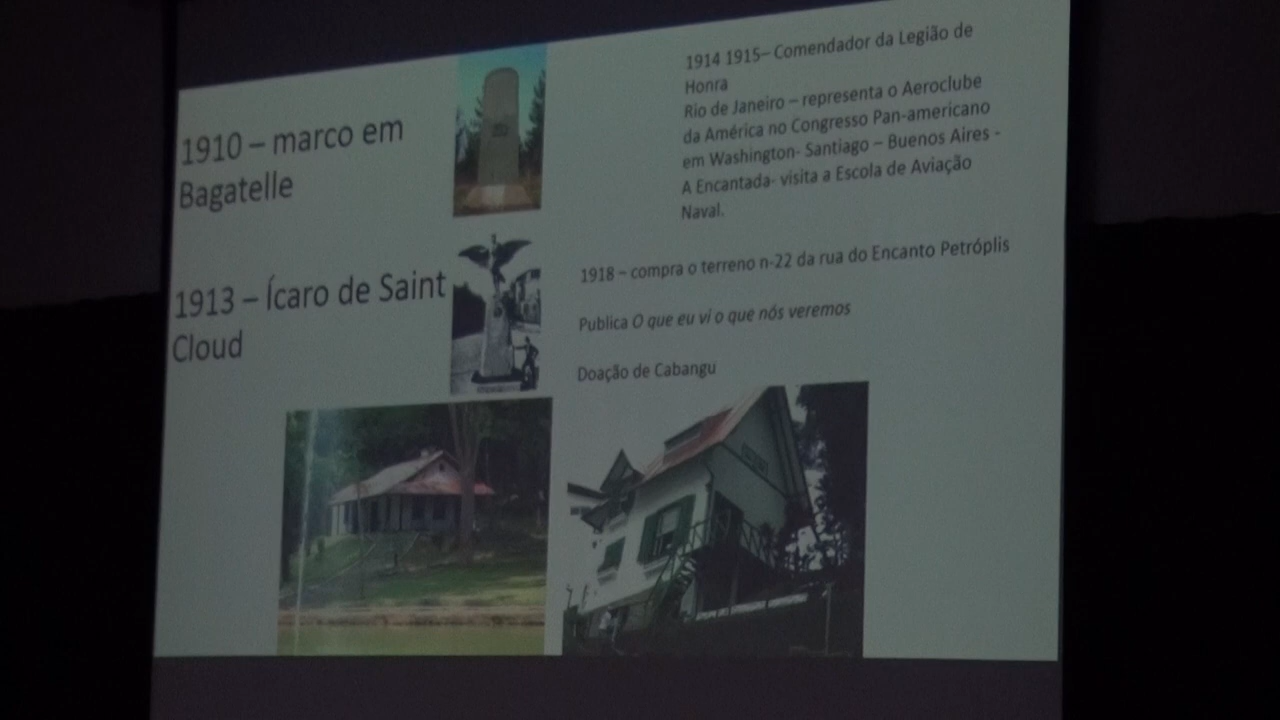 1910 – marco em
Bagatelle
1913 – Ícaro de Saint
Cloud
1914 1915– Comendador da Legião de
Honra
Rio de Janeiro – representa o Aeroclube
da América no Congresso Pan-americano
em Washington- Santiago – Buenos Aires -
A Encantada- visita a Escola de Aviação
Naval.
1918 – compra o terreno n-22 da rua do Encanto Petróplis
Publica O que eu vi o que nós veremos
Doação de Cabangu